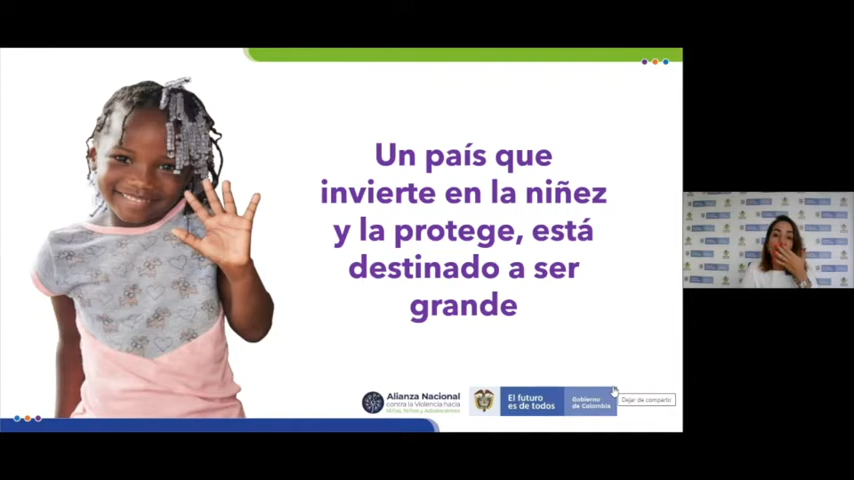 Un país que
invierte en la niñez
y la protege, está
destinado a ser
grande
Alianza Nacional
contra la Violencia hacia
Niñas, Niños y Adolescentes
El futuro
es de todos
Gobierno
de Colombia
Dejar de compartir